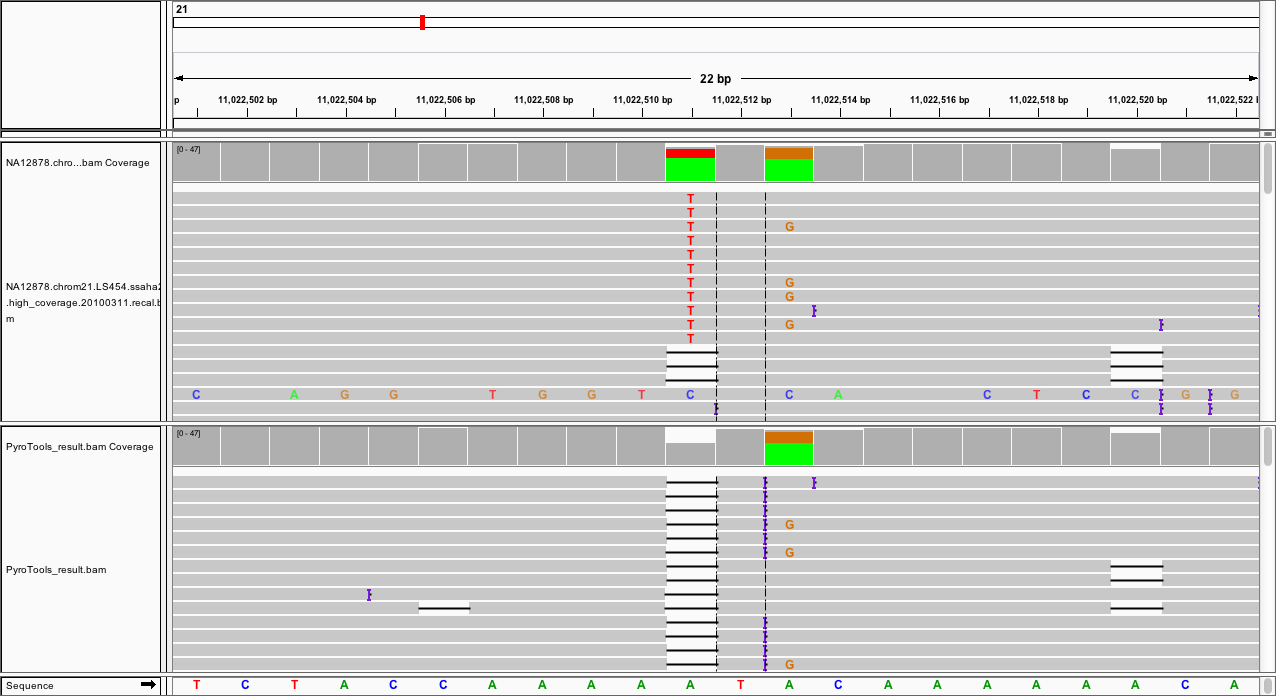 21
22 bp
p 11,022,502 bp 11,022,504 bp 11,022,506 bp 11,022,508 bp 11,022,510 bp 11,022,512 bp 11,022,514 bp 11,022,516 bp 11,022,518 bp 11,022,520 bp 11,022,522
NA12878.chro...bam Coverage
[0 - 47]
T
T
T G
T
T
T
NA12878.chrom21.LS454.ssaha2
T G
.high_coverage.20100311.recal.b
T G
m
T
T G
T
C A G G T G G T C C A C T C C G G
PyroTools_result.bam Coverage
[0 - 47]
G
G
PyroTools_result.bam
G
Sequence T C T A C C A A A A A T A C A A A A A A C A